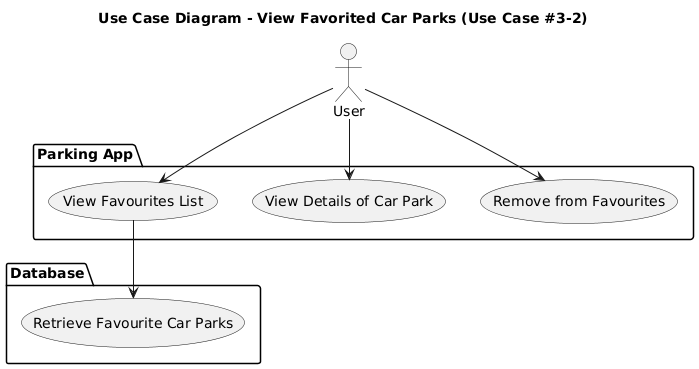 Use Case Diagram - View Favorited Car Parks (Use Case #3-2)
User
Parking App
View Favourites List
View Details of Car Park
Remove from Favourites
Database
Retrieve Favourite Car Parks